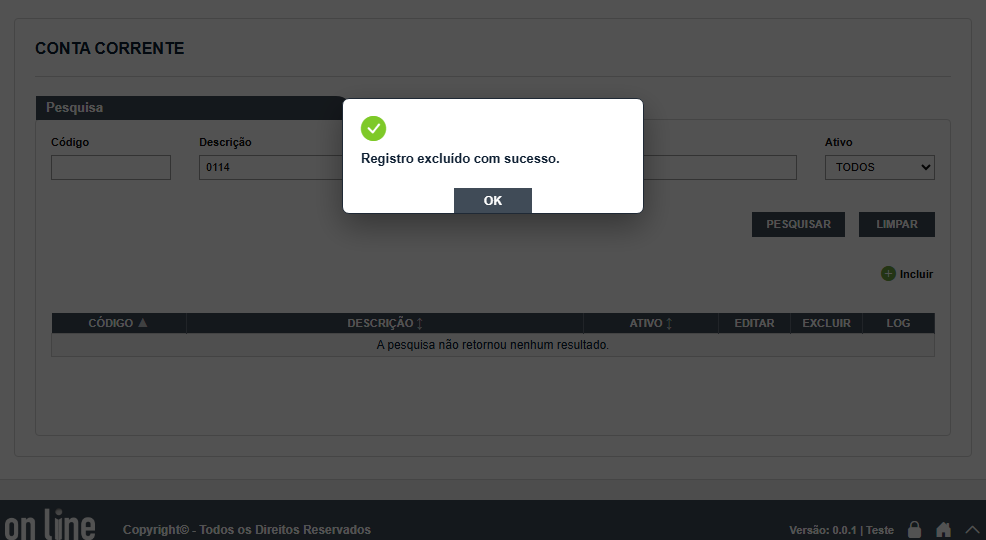 CONTA CORRENTE
Pesquisa
Código
Descrição
Ativo
0114
TODOS
Registro excluído com sucesso.
OK
PESQUISAR
LIMPAR
Incluir
CÓDIGO
DESCRIÇÃO
ATIVO
EDITAR
EXCLUIR
LOG
A pesquisa não retornou nenhum resultado.
on line
Copyright© - Todos os Direitos Reservados
Versão: 0.0.1 | Teste